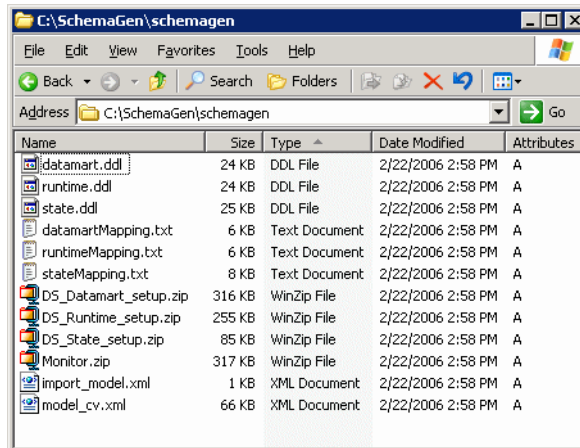 C:\SchemaGen\schemagen
File Edit View Favorites Tools Help
Back Search Folders
Address C:\SchemaGen\schemagen Go
Name Size Type Date Modified Attributes
datamart.ddl 24 KB DDL File 2/22/2006 2:58 PM A
runtime.ddl 24 KB DDL File 2/22/2006 2:58 PM A
state.ddl 25 KB DDL File 2/22/2006 2:58 PM A
datamartMapping.txt 6 KB Text Document 2/22/2006 2:58 PM A
runtimeMapping.txt 6 KB Text Document 2/22/2006 2:58 PM A
stateMapping.txt 8 KB Text Document 2/22/2006 2:58 PM A
DS_Datamart_setup.zip 316 KB WinZip File 2/22/2006 2:58 PM A
DS_Runtime_setup.zip 255 KB WinZip File 2/22/2006 2:58 PM A
DS_State_setup.zip 85 KB WinZip File 2/22/2006 2:58 PM A
Monitor.zip 317 KB WinZip File 2/22/2006 2:58 PM A
import_model.xml 1 KB XML Document 2/22/2006 2:58 PM A
model_cv.xml 66 KB XML Document 2/22/2006 2:58 PM A